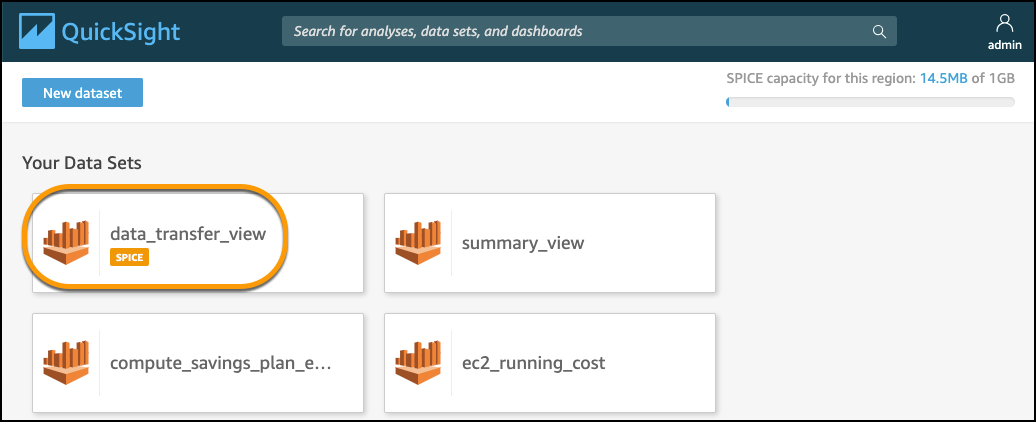 QuickSight
Search for analyses, data sets, and dashboards
admin
New dataset
SPICE capacity for this region: 14.5MB of 1GB
Your Data Sets
data_transfer_view
SPICE
summary_view
compute_savings_plan_e...
ec2_running_cost